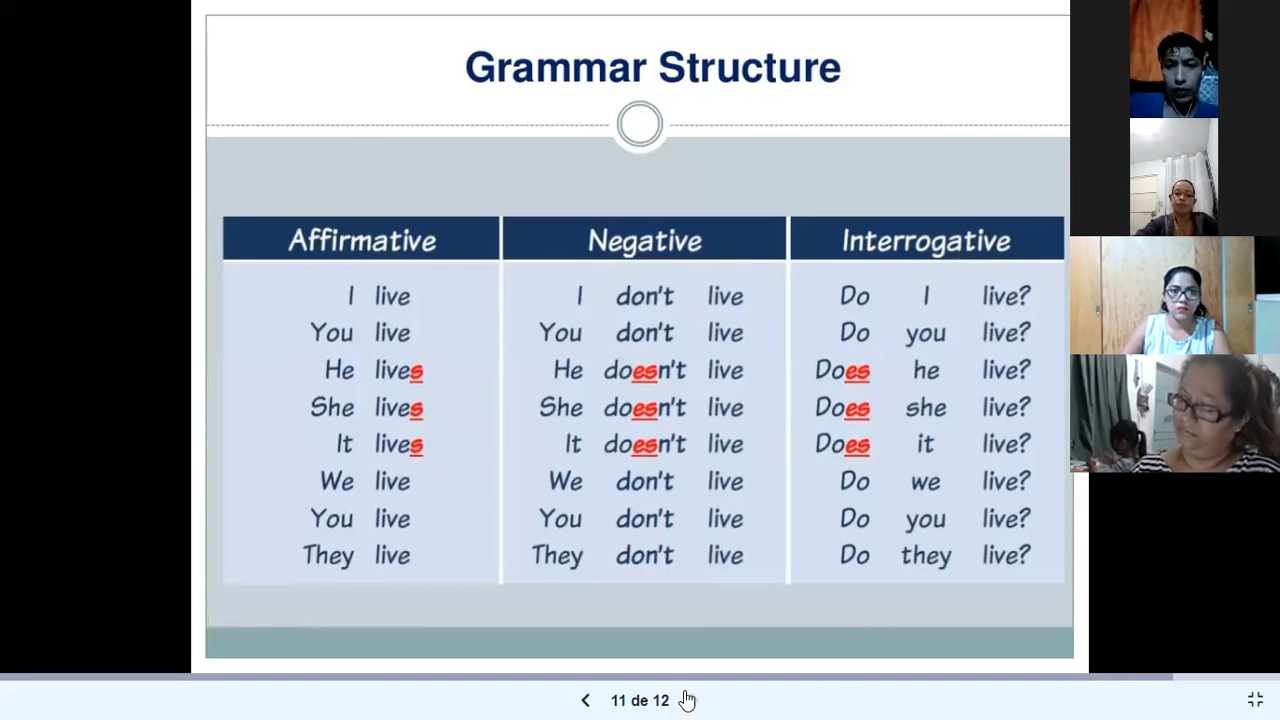 Grammar Structure
Affirmative Negative Interrogative
I live I don't live Do I live?
You live You don't live Do you live?
He lives He doesn't live Does he live?
She lives She doesn't live Does she live?
It lives It doesn't live Does it live?
We live We don't live Do we live?
You live You don't live Do you live?
They live They don't live Do they live?
11 de 12